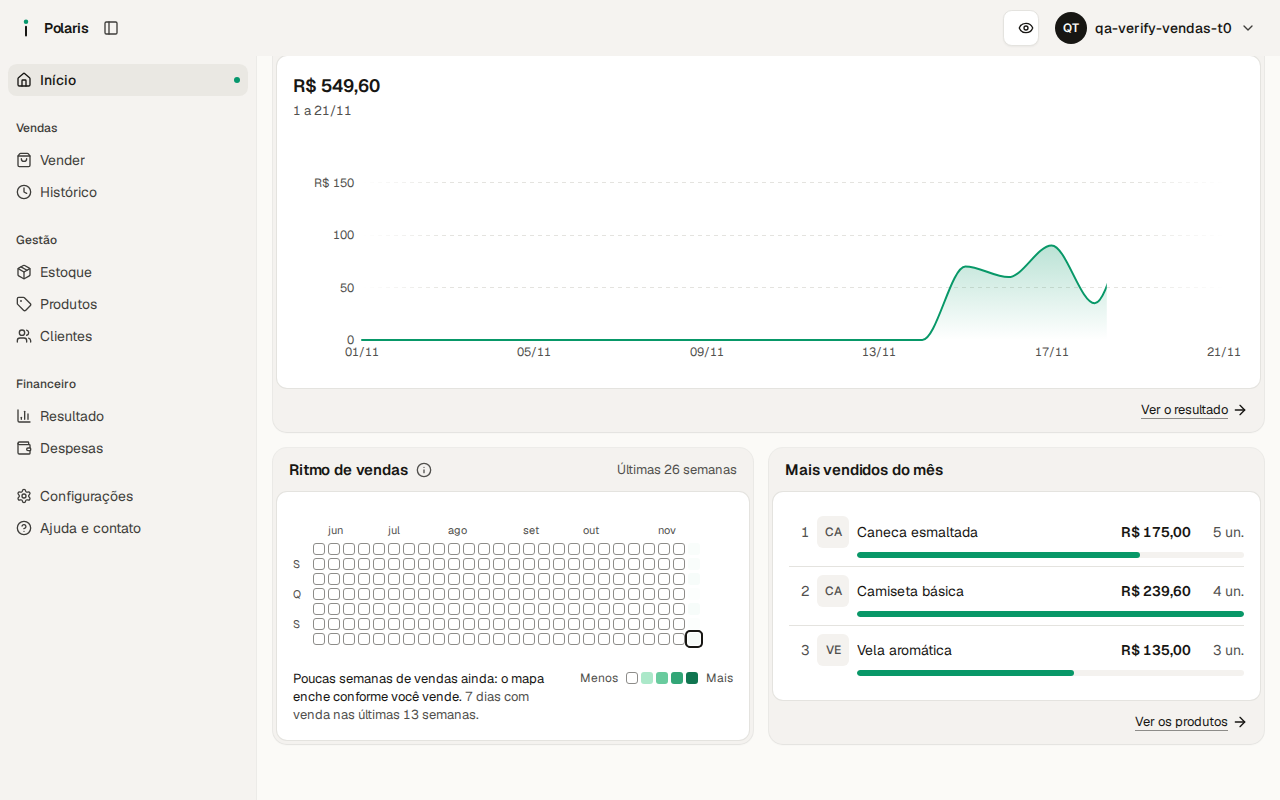 Polaris
QT
qa-verify-vendas-t0
Início
Vendas
Vender
Histórico
Gestão
Estoque
Produtos
Clientes
Financeiro
Resultado
Despesas
Configurações
Ajuda e contato
R$ 549,60
1 a 21/11
R$ 150
100
50
0
01/11 05/11 09/11 13/11 17/11 21/11
Ver o resultado
Ritmo de vendas Últimas 26 semanas
jun jul ago set out nov
S
Q
S
Poucas semanas de vendas ainda: o mapa
enche conforme você vende. 7 dias com
venda nas últimas 13 semanas.
Menos Mais
Mais vendidos do mês
1 CA Caneca esmaltada R$ 175,00 5 un.
2 CA Camiseta básica R$ 239,60 4 un.
3 VE Vela aromática R$ 135,00 3 un.
Ver os produtos